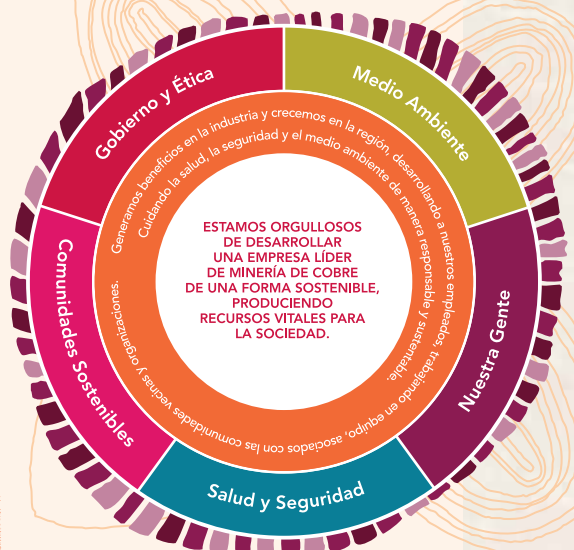 Gobierno y Ética
Medio Ambiente
Nuestra Gente
Salud y Seguridad
Comunidades Sostenibles
Generamos beneficios en la industria y crecemos en la región, desarrollando a nuestros empleados, trabajando en equipo, asociados con las comunidades vecinas y organizaciones.
Cuidando la salud, la seguridad y el medio ambiente de manera responsable y sustentable.
ESTAMOS ORGULLOSOS
DE DESARROLLAR
UNA EMPRESA LÍDER
DE MINERÍA DE COBRE
DE UNA FORMA SOSTENIBLE,
PRODUCIENDO
RECURSOS VITALES PARA
LA SOCIEDAD.